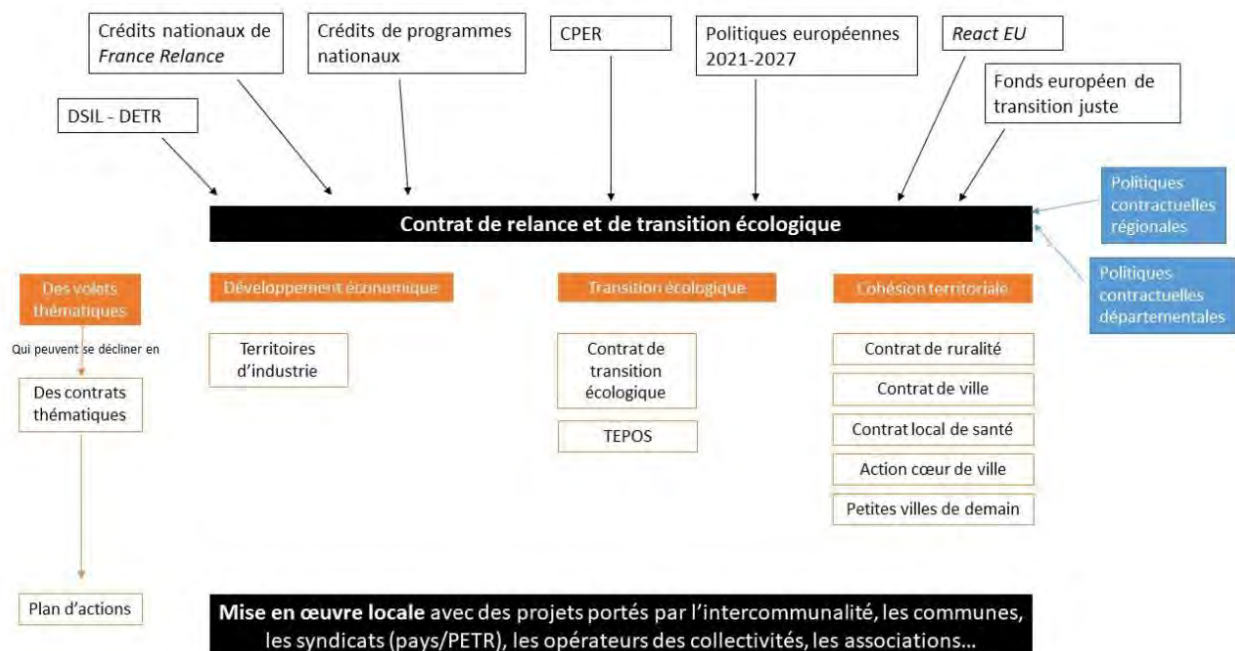 Crédits nationaux de
France Relance
Crédits de programmes
nationaux
CPER
Politiques européennes
2021-2027
React EU
Fonds européen de
transition juste
DSIL - DETR
Politiques
contractuelles
régionales
Contrat de relance et de transition écologique
Politiques
contractuelles
départementales
Des volets
thématiques
Développement économique
Transition écologique
Cohésion territoriale
Qui peuvent se décliner en
Des contrats
thématiques
Territoires
d'industrie
Contrat de
transition
écologique
TEPOS
Contrat de ruralité
Contrat de ville
Contrat local de santé
Action cœur de ville
Petites villes de demain
Plan d'actions
Mise en œuvre locale avec des projets portés par l'intercommunalité, les communes,
les syndicats (pays/PETR), les opérateurs des collectivités, les associations...